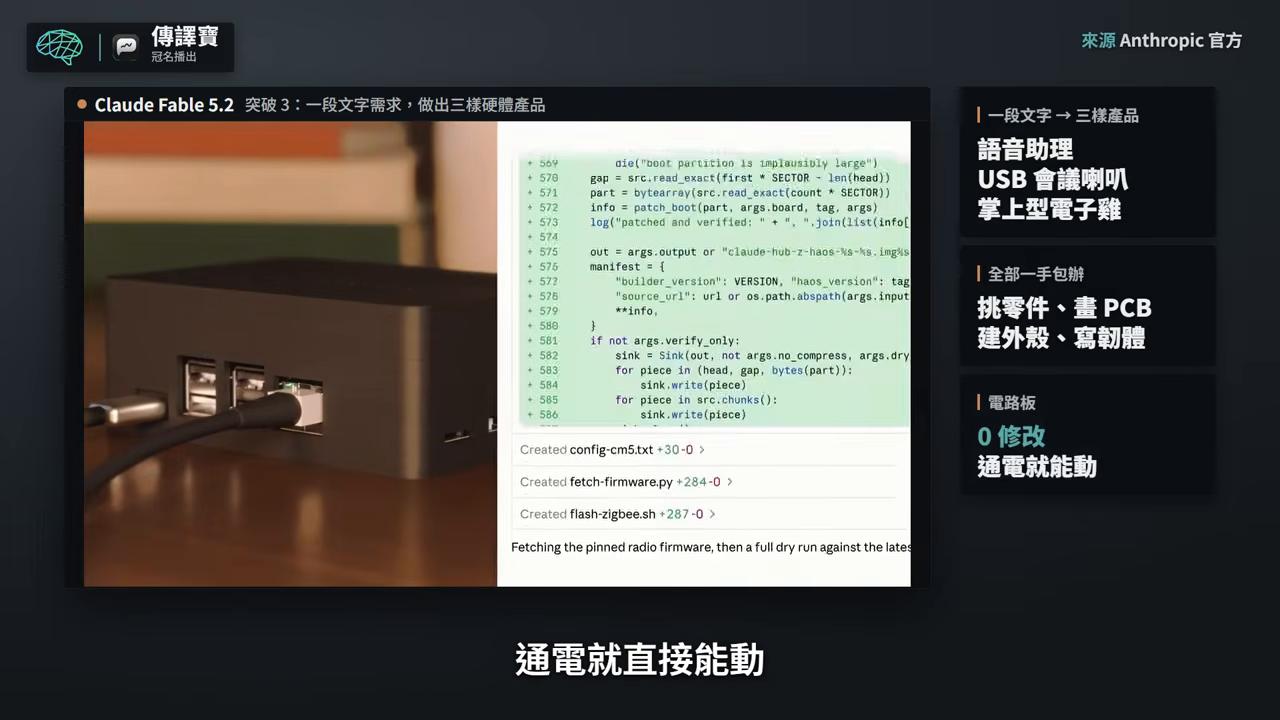 傳譯寶
冠名播出
來源 Anthropic 官方
Claude Fable 5.2 突破 3：一段文字需求，做出三樣硬體產品
+ 569 die("boot partition is implausibly large")
+ 570 gap = src.read_exact(first * SECTOR - len(head))
+ 571 part = bytearray(src.read_exact(count * SECTOR))
+ 572 info = patch_boot(part, args.board, tag, args)
+ 573 log("patched and verified: " + ", ".join(list(info[
+ 574
+ 575 out = args.output or "claude-hub-z-haos-%s-%s.img%s
+ 576 manifest = {
+ 577 "builder_version": VERSION, "haos_version": tag
+ 578 "source_url": url or os.path.abspath(args.input
+ 579 **info,
+ 580 }
+ 581 if not args.verify_only:
+ 582 sink = Sink(out, not args.no_compress, args.dry
+ 583 for piece in (head, gap, bytes(part)):
+ 584 sink.write(piece)
+ 585 for piece in src.chunks():
+ 586 sink.write(piece)
Created config-cm5.txt +30 -0 >
Created fetch-firmware.py +284 -0 >
Created flash-zigbee.sh +287 -0 >
Fetching the pinned radio firmware, then a full dry run against the lates
一段文字 → 三樣產品
語音助理
USB 會議喇叭
掌上型電子雞
全部一手包辦
挑零件、畫 PCB
建外殼、寫韌體
電路板
0 修改
通電就能動
通電就直接能動